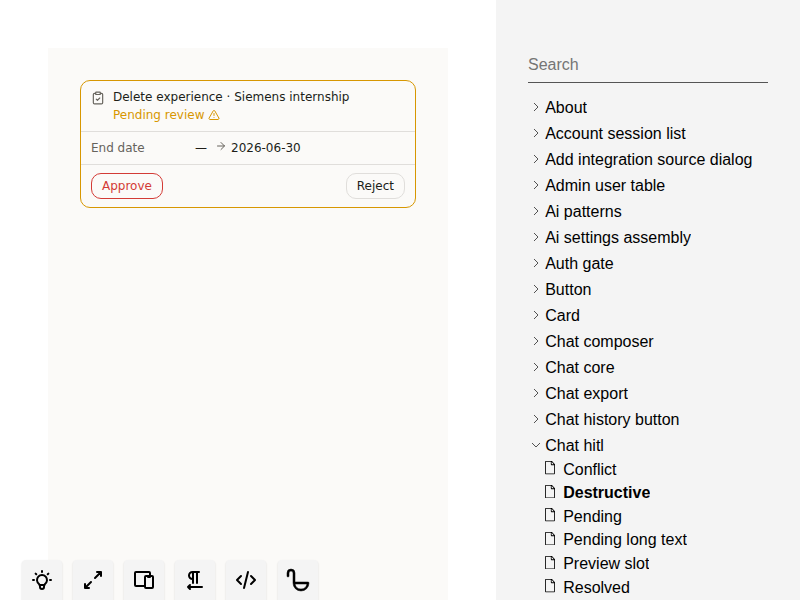 Delete experience · Siemens internship
Pending review
End date — → 2026-06-30
Approve Reject
Search
About
Account session list
Add integration source dialog
Admin user table
Ai patterns
Ai settings assembly
Auth gate
Button
Card
Chat composer
Chat core
Chat export
Chat history button
Chat hitl
Conflict
Destructive
Pending
Pending long text
Preview slot
Resolved